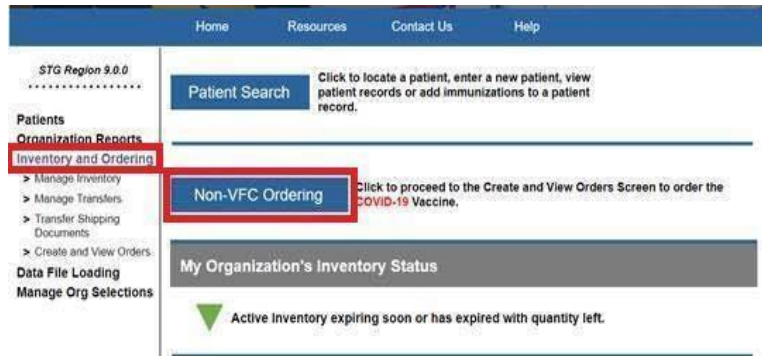 Home Resources Contact Us Help
STG Region 9.0.0
Patients
Organization Reports
Inventory and Ordering
> Manage Inventory
> Manage Transfers
> Transfer Shipping
Documents
> Create and View Orders
Data File Loading
Manage Org Selections
Patient Search
Click to locate a patient, enter a new patient, view
patient records or add immunizations to a patient
record.
Non-VFC Ordering
Click to proceed to the Create and View Orders Screen to order the
COVID-19 Vaccine.
My Organization's Inventory Status
Active Inventory expiring soon or has expired with quantity left.